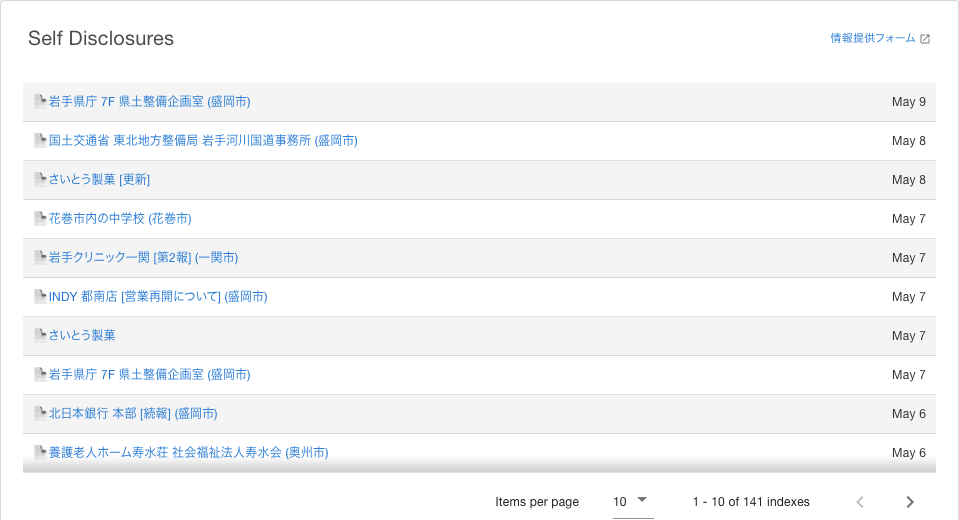 Self Disclosures
情報提供フォーム
岩手県庁 7F 県土整備企画室 (盛岡市) May 9
国土交通省 東北地方整備局 岩手河川国道事務所 (盛岡市) May 8
さいとう製菓 [更新] May 8
花巻市内の中学校 (花巻市) May 7
岩手クリニック一関 [第2報] (一関市) May 7
INDY 都南店 [営業再開について] (盛岡市) May 7
さいとう製菓 May 7
岩手県庁 7F 県土整備企画室 (盛岡市) May 7
北日本銀行 本部 [続報] (盛岡市) May 6
養護老人ホーム寿水荘 社会福祉法人寿水会 (奥州市) May 6
Items per page 10 1 - 10 of 141 indexes